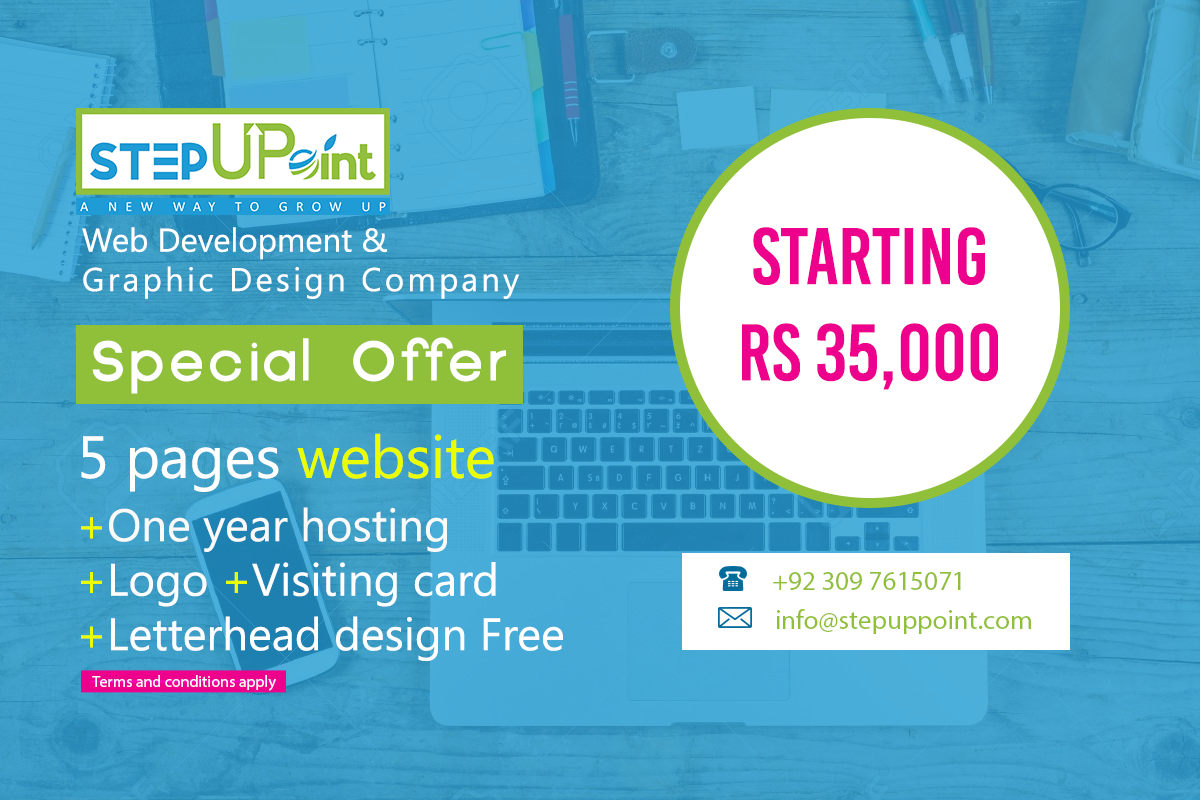 STEP UPoint
A NEW WAY TO GROW UP
Web Development &
Graphic Design Company
Special Offer
5 pages website
+One year hosting
+Logo +Visiting card
+Letterhead design Free
Terms and conditions apply
STARTING
RS 35,000
+92 309 7615071
info@stepuppoint.com